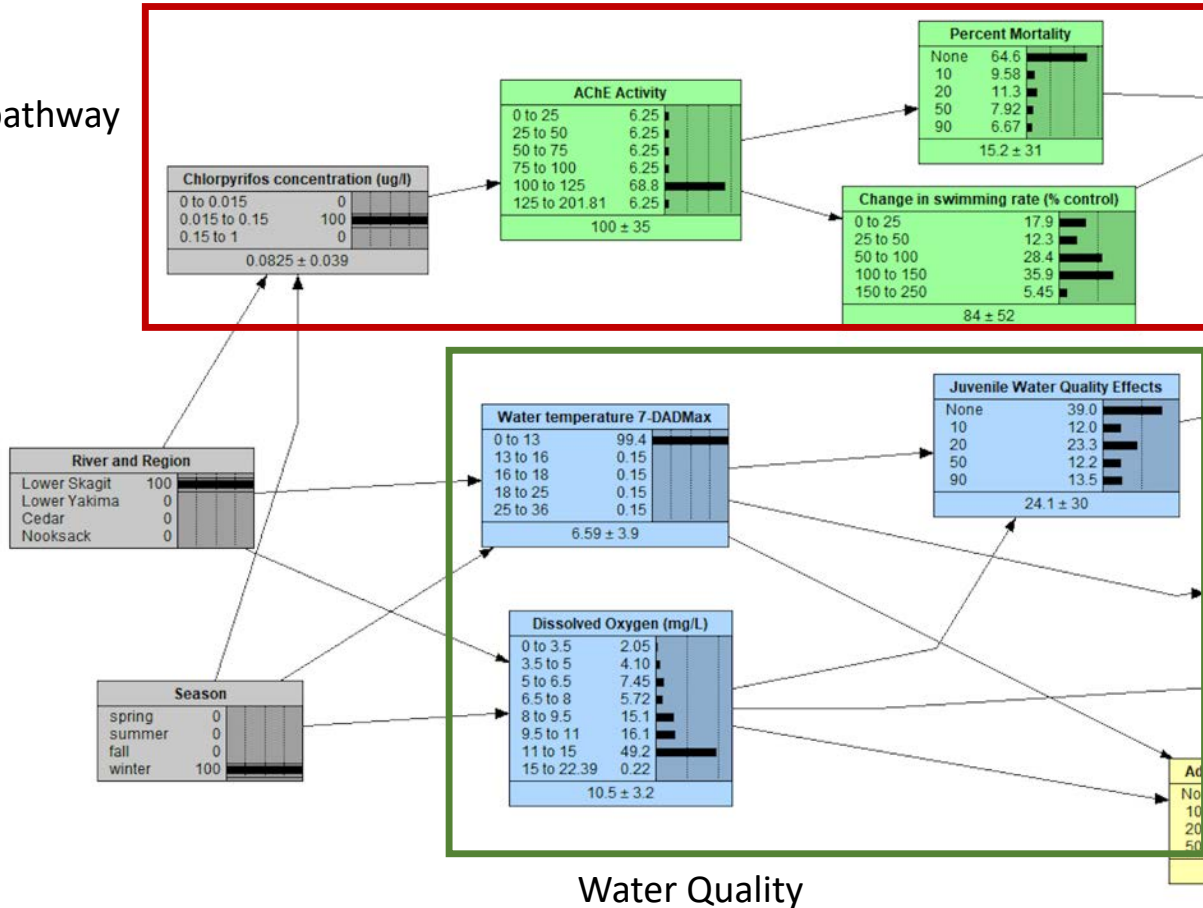 pathway
Percent Mortality
None 64.6
10 9.58
20 11.3
50 7.92
90 6.67
15.2 ± 31
AChE Activity
0 to 25 6.25
25 to 50 6.25
50 to 75 6.25
75 to 100 6.25
100 to 125 68.8
125 to 201.81 6.25
100 ± 35
Chlorpyrifos concentration (ug/l)
0 to 0.015 0
0.015 to 0.15 100
0.15 to 1 0
0.0825 ± 0.039
Change in swimming rate (% control)
0 to 25 17.9
25 to 50 12.3
50 to 100 28.4
100 to 150 35.9
150 to 250 5.45
84 ± 52
Juvenile Water Quality Effects
None 39.0
10 12.0
20 23.3
50 12.2
90 13.5
24.1 ± 30
Water temperature 7-DADMax
0 to 13 99.4
13 to 16 0.15
16 to 18 0.15
18 to 25 0.15
25 to 36 0.15
6.59 ± 3.9
River and Region
Lower Skagit 100
Lower Yakima 0
Cedar 0
Nooksack 0
Dissolved Oxygen (mg/L)
0 to 3.5 2.05
3.5 to 5 4.10
5 to 6.5 7.45
6.5 to 8 5.72
8 to 9.5 15.1
9.5 to 11 16.1
11 to 15 49.2
15 to 22.39 0.22
10.5 ± 3.2
Season
spring 0
summer 0
fall 0
winter 100
Ad
No
10
20
50
Water Quality